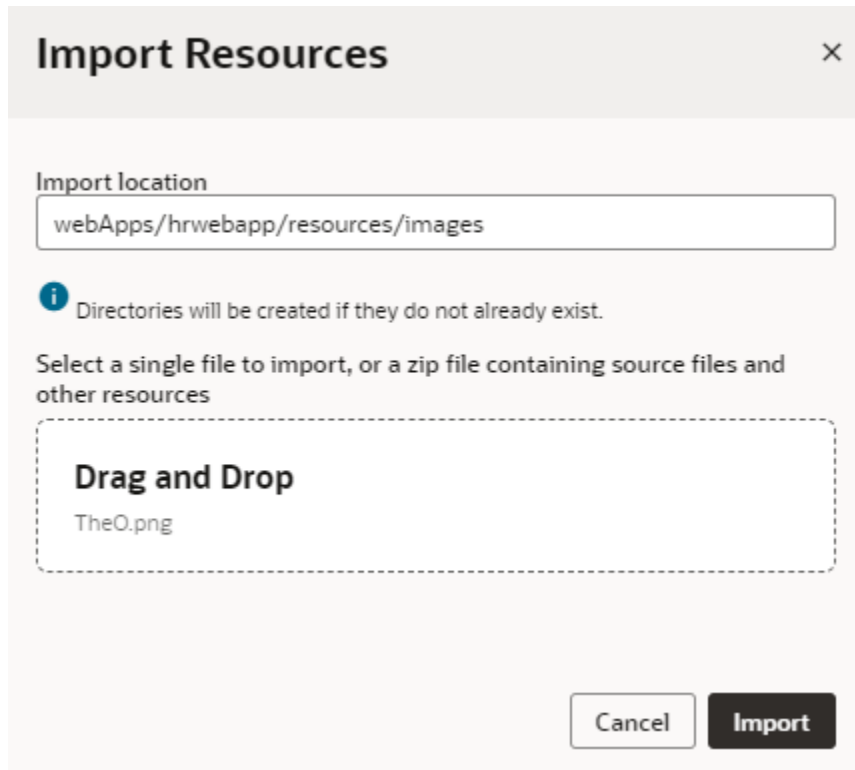 Import Resources
Import location
webApps/hrwebapp/resources/images
Directories will be created if they do not already exist.
Select a single file to import, or a zip file containing source files and
other resources
Drag and Drop
TheO.png
Cancel
Import